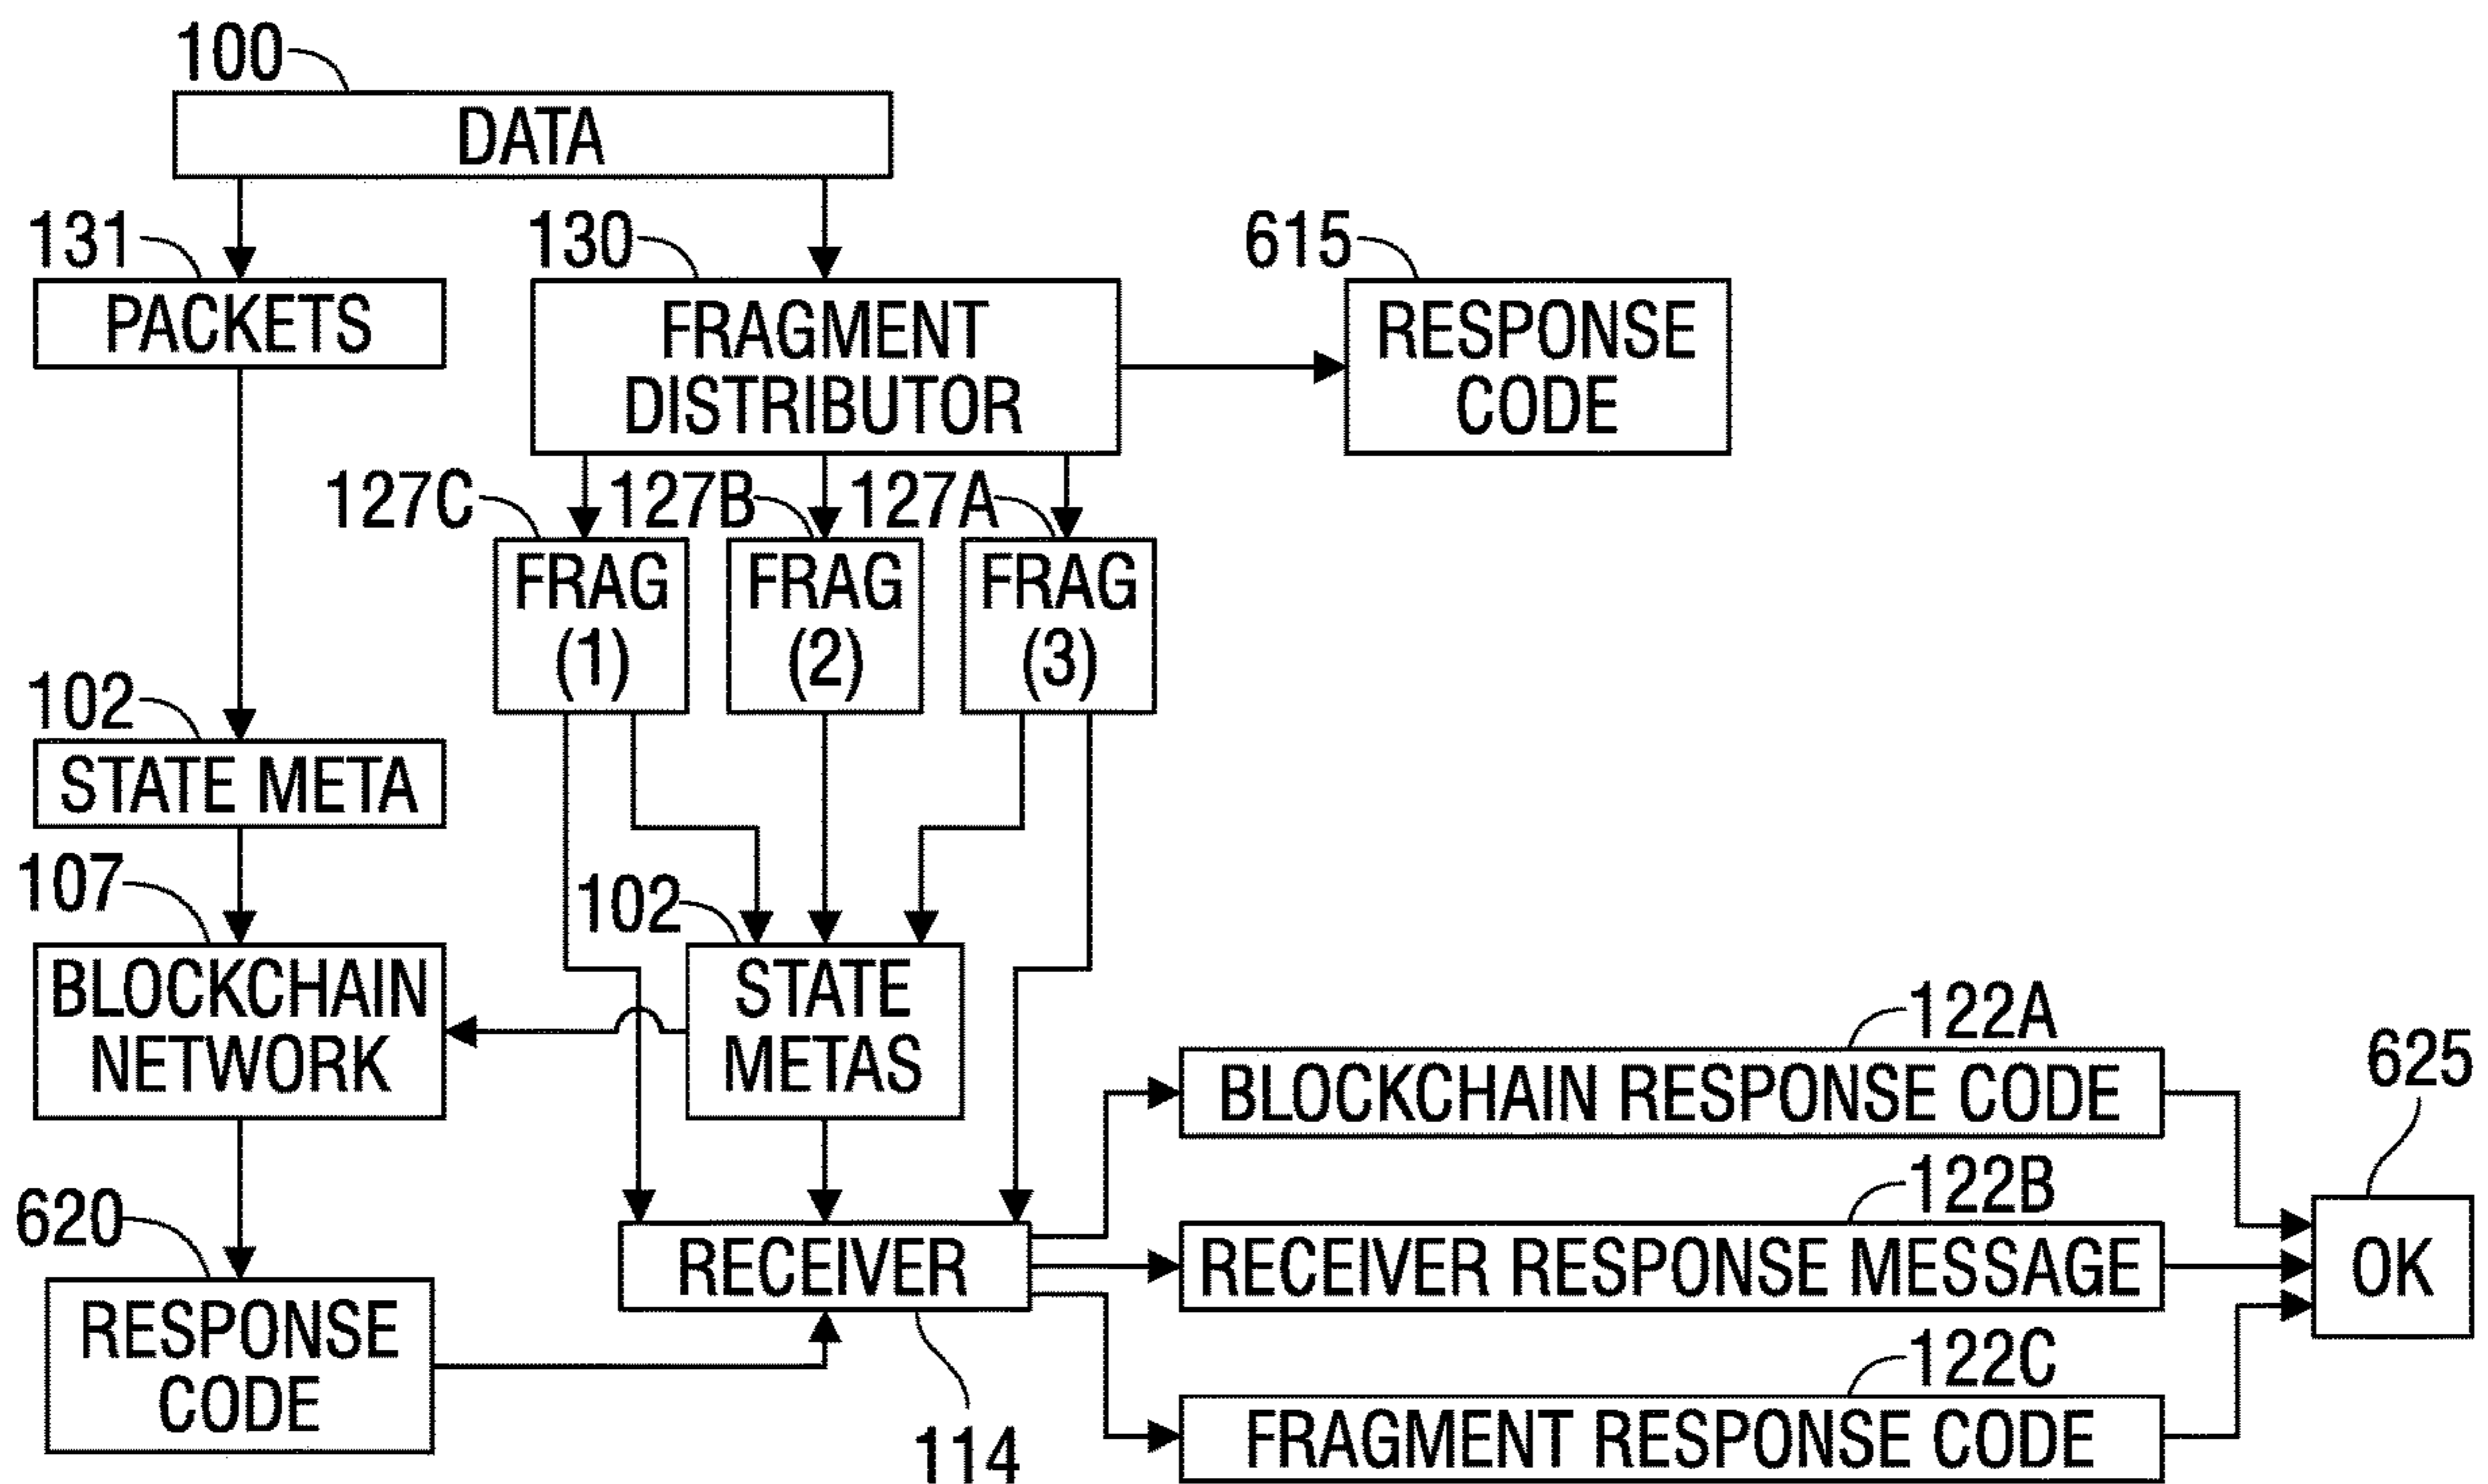 100
DATA
131
130
615
PACKETS
FRAGMENT
DISTRIBUTOR
RESPONSE
CODE
127C
127B
127A
FRAG
(1)
FRAG
(2)
FRAG
(3)
102
STATE META
107
102
BLOCKCHAIN
NETWORK
STATE
METAS
122A
BLOCKCHAIN RESPONSE CODE
625
620
122B
RECEIVER
RECEIVER RESPONSE MESSAGE
OK
RESPONSE
CODE
122C
114
FRAGMENT RESPONSE CODE